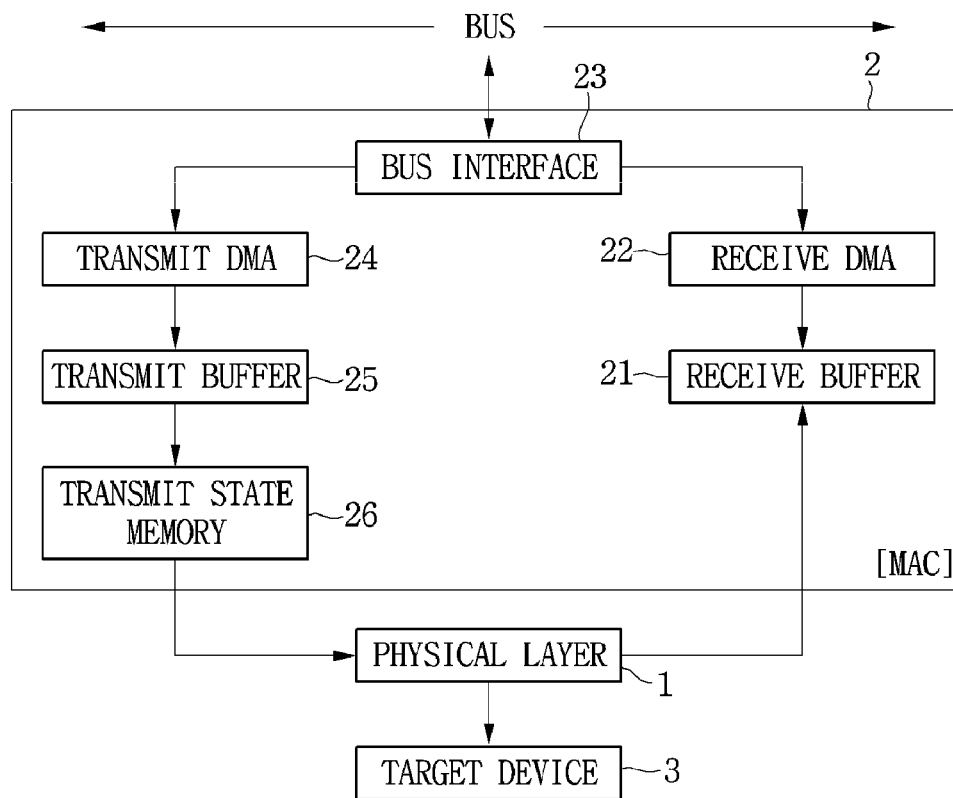 BUS
2
23
BUS INTERFACE
TRANSMIT DMA
24
22
RECEIVE DMA
TRANSMIT BUFFER
25
21
RECEIVE BUFFER
TRANSMIT STATE
MEMORY
26
[MAC]
PHYSICAL LAYER
1
TARGET DEVICE
3